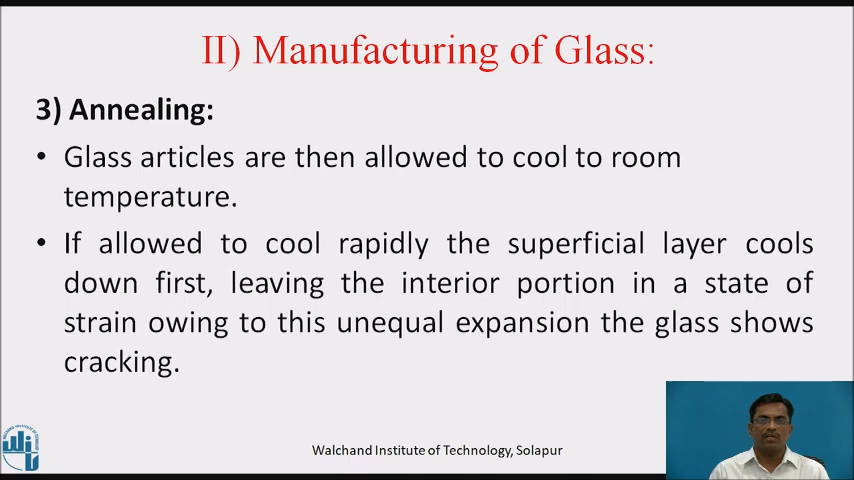 II) Manufacturing of Glass:
3) Annealing:
• Glass articles are then allowed to cool to room
temperature.
• If allowed to cool rapidly the superficial layer cools
down first, leaving the interior portion in a state of
strain owing to this unequal expansion the glass shows
cracking.
Walchand Institute of Technology, Solapur